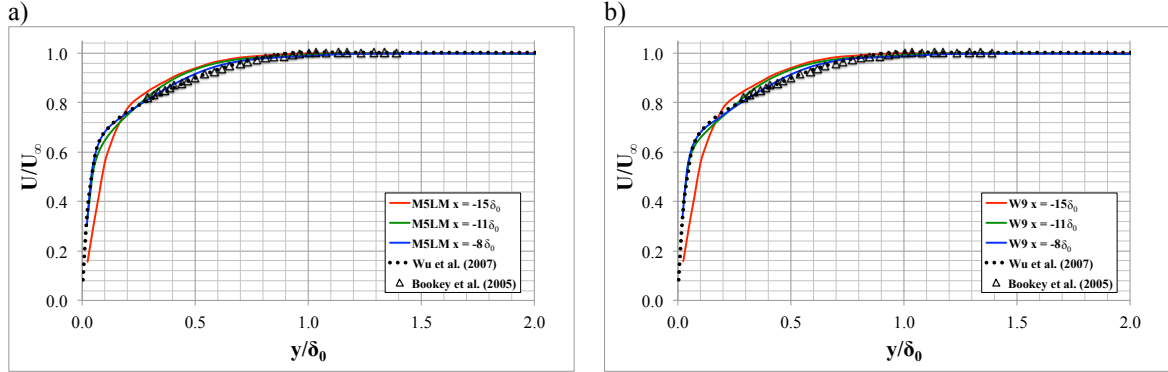 a)
U/U∞
1.0
0.8
0.6
0.4
0.2
0.0
M5LM x = -15δ0
M5LM x = -11δ0
M5LM x = -8δ0
Wu et al. (2007)
Bookey et al. (2005)
0.0 0.5 1.0 1.5 2.0
y/δ0
b)
U/U∞
1.0
0.8
0.6
0.4
0.2
0.0
W9 x = -15δ0
W9 x = -11δ0
W9 x = -8δ0
Wu et al. (2007)
Bookey et al. (2005)
0.0 0.5 1.0 1.5 2.0
y/δ0